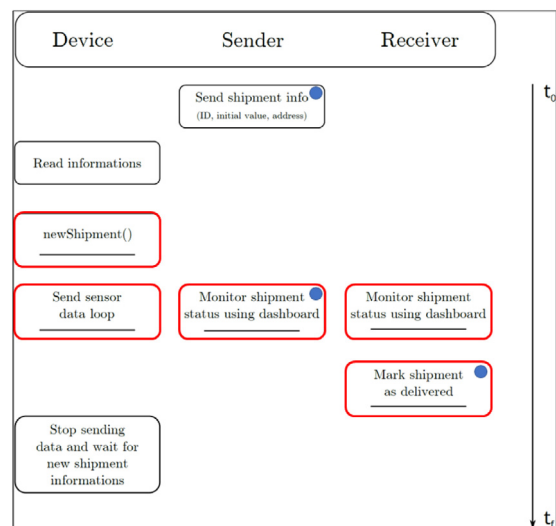 Device Sender Receiver
t0
Send shipment info
(ID, initial value, address)
Read informations
newShipment()
Send sensor
data loop
Monitor shipment
status using dashboard
Monitor shipment
status using dashboard
Mark shipment
as delivered
Stop sending
data and wait for
new shipment
informations